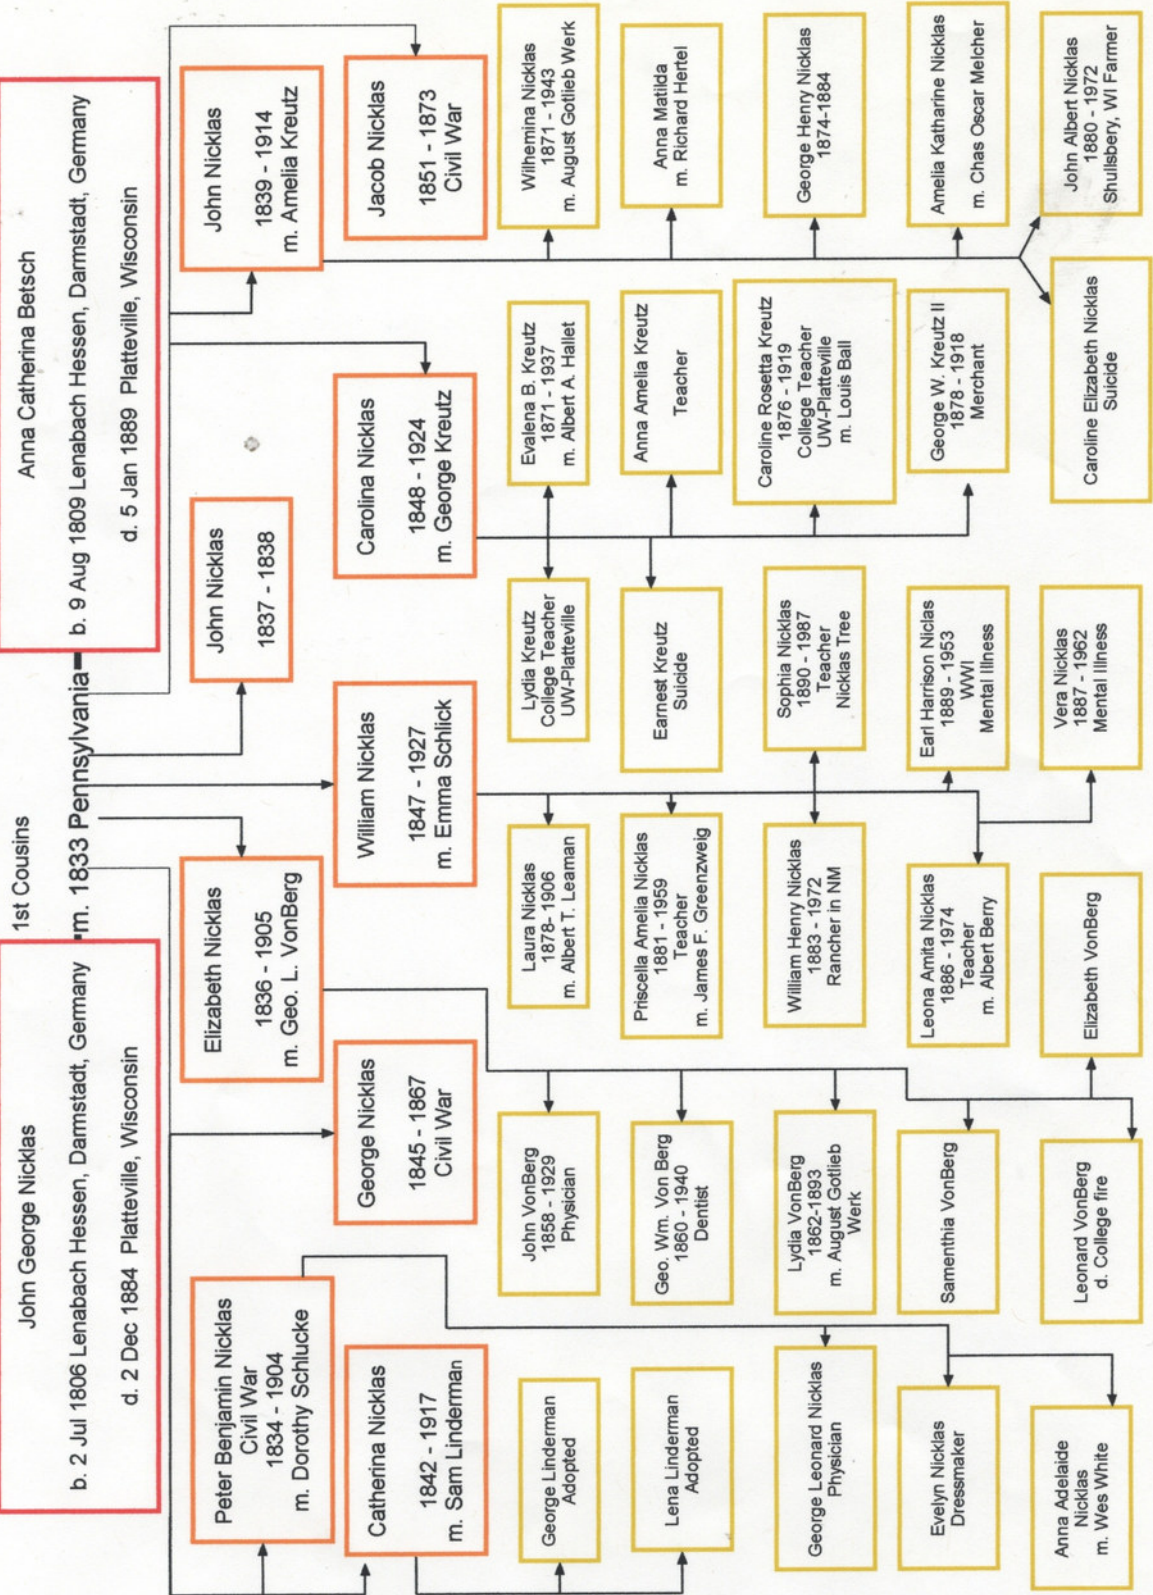 John George Nicklas
b. 2 Jul 1806 Lenabach Hessen, Darmstadt, Germany
d. 2 Dec 1884 Platteville, Wisconsin
1st Cousins
m. 1833 Pennsylvania
Anna Catherina Betsch
b. 9 Aug 1809 Lenabach Hessen, Darmstadt, Germany
d. 5 Jan 1889 Platteville, Wisconsin
Peter Benjamin Nicklas
Civil War
1834 - 1904
m. Dorothy Schlucke
Elizabeth Nicklas
1836 - 1905
m. Geo. L. VonBerg
John Nicklas
1837 - 1838
John Nicklas
1839 - 1914
m. Amelia Kreutz
Catherina Nicklas
1842 - 1917
m. Sam Linderman
George Nicklas
1845 - 1867
Civil War
William Nicklas
1847 - 1927
m. Emma Schlick
Carolina Nicklas
1848 - 1924
m. George Kreutz
Jacob Nicklas
1851 - 1873
Civil War
George Linderman
Adopted
John VonBerg
1858 - 1929
Physician
Laura Nicklas
1878- 1906
m. Albert T. Leaman
Lydia Kreutz
College Teacher
UW-Platteville
Evalena B. Kreutz
1871 - 1937
m. Albert A. Hallet
Wilhemina Nicklas
1871 - 1943
m. August Gotlieb Werk
Lena Linderman
Adopted
Geo. Wm. Von Berg
1860 - 1940
Dentist
Priscella Amelia Nicklas
1881 - 1959
Teacher
m. James F. Greenzweig
Earnest Kreutz
Suicide
Anna Amelia Kreutz
Teacher
Anna Matilda
m. Richard Hertel
George Leonard Nicklas
Physician
Lydia VonBerg
1862-1893
m. August Gotlieb
Werk
William Henry Nicklas
1883 - 1972
Rancher in NM
Sophia Nicklas
1890 - 1987
Teacher
Nicklas Tree
Caroline Rosetta Kreutz
1876 - 1919
College Teacher
UW-Platteville
m. Louis Ball
George Henry Nicklas
1874-1884
Evelyn Nicklas
Dressmaker
Samenthia VonBerg
Leona Amita Nicklas
1886 - 1974
Teacher
m. Albert Berry
Earl Harrison Niclas
1889 - 1953
WWI
Mental Illness
George W. Kreutz II
1878 - 1918
Merchant
Amelia Katharine Nicklas
m. Chas Oscar Melcher
Anna Adelaide
Nicklas
m. Wes White
Leonard VonBerg
d. College fire
Elizabeth VonBerg
Vera Nicklas
1887 - 1962
Mental Illness
Caroline Elizabeth Nicklas
Suicide
John Albert Nicklas
1880 - 1972
Shullsbery, WI Farmer